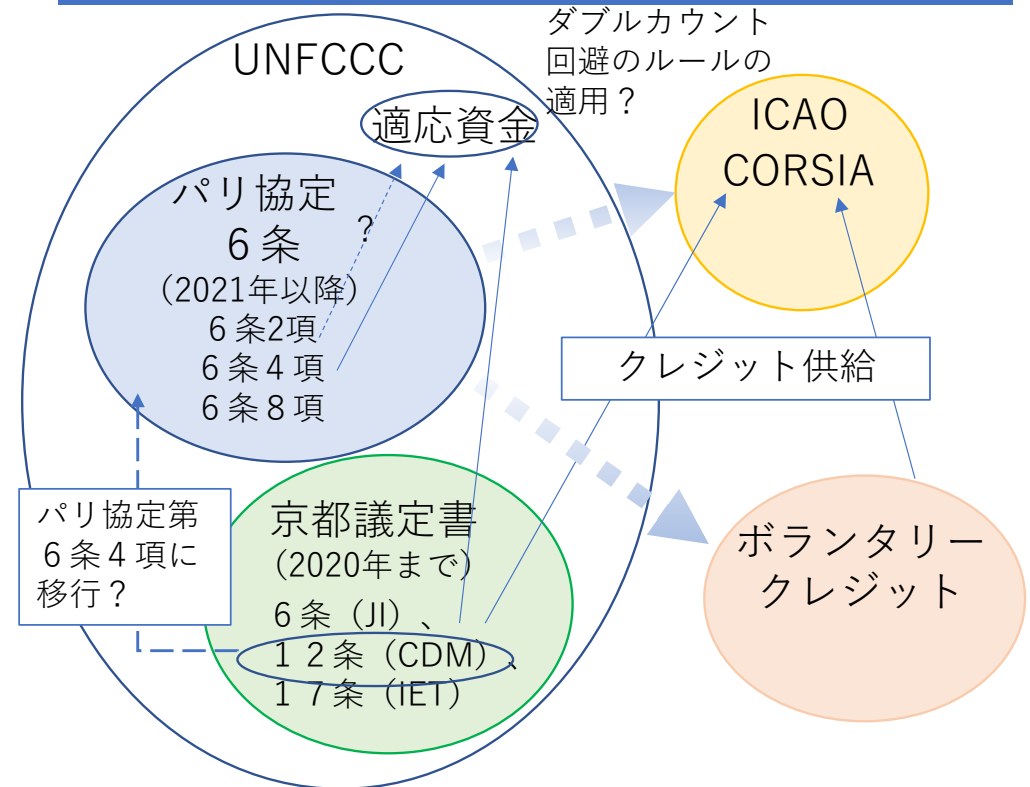 UNFCCC
適応資金
ダブルカウント
回避のルールの
適用？
ICAO
CORSIA
パリ協定
６条
（2021年以降）
６条2項
６条４項
６条８項
？
クレジット供給
パリ協定第
６条４項に
移行？
京都議定書
（2020年まで）
６条（JI）、
１２条（CDM）、
１７条（IET）
ボランタリー
クレジット